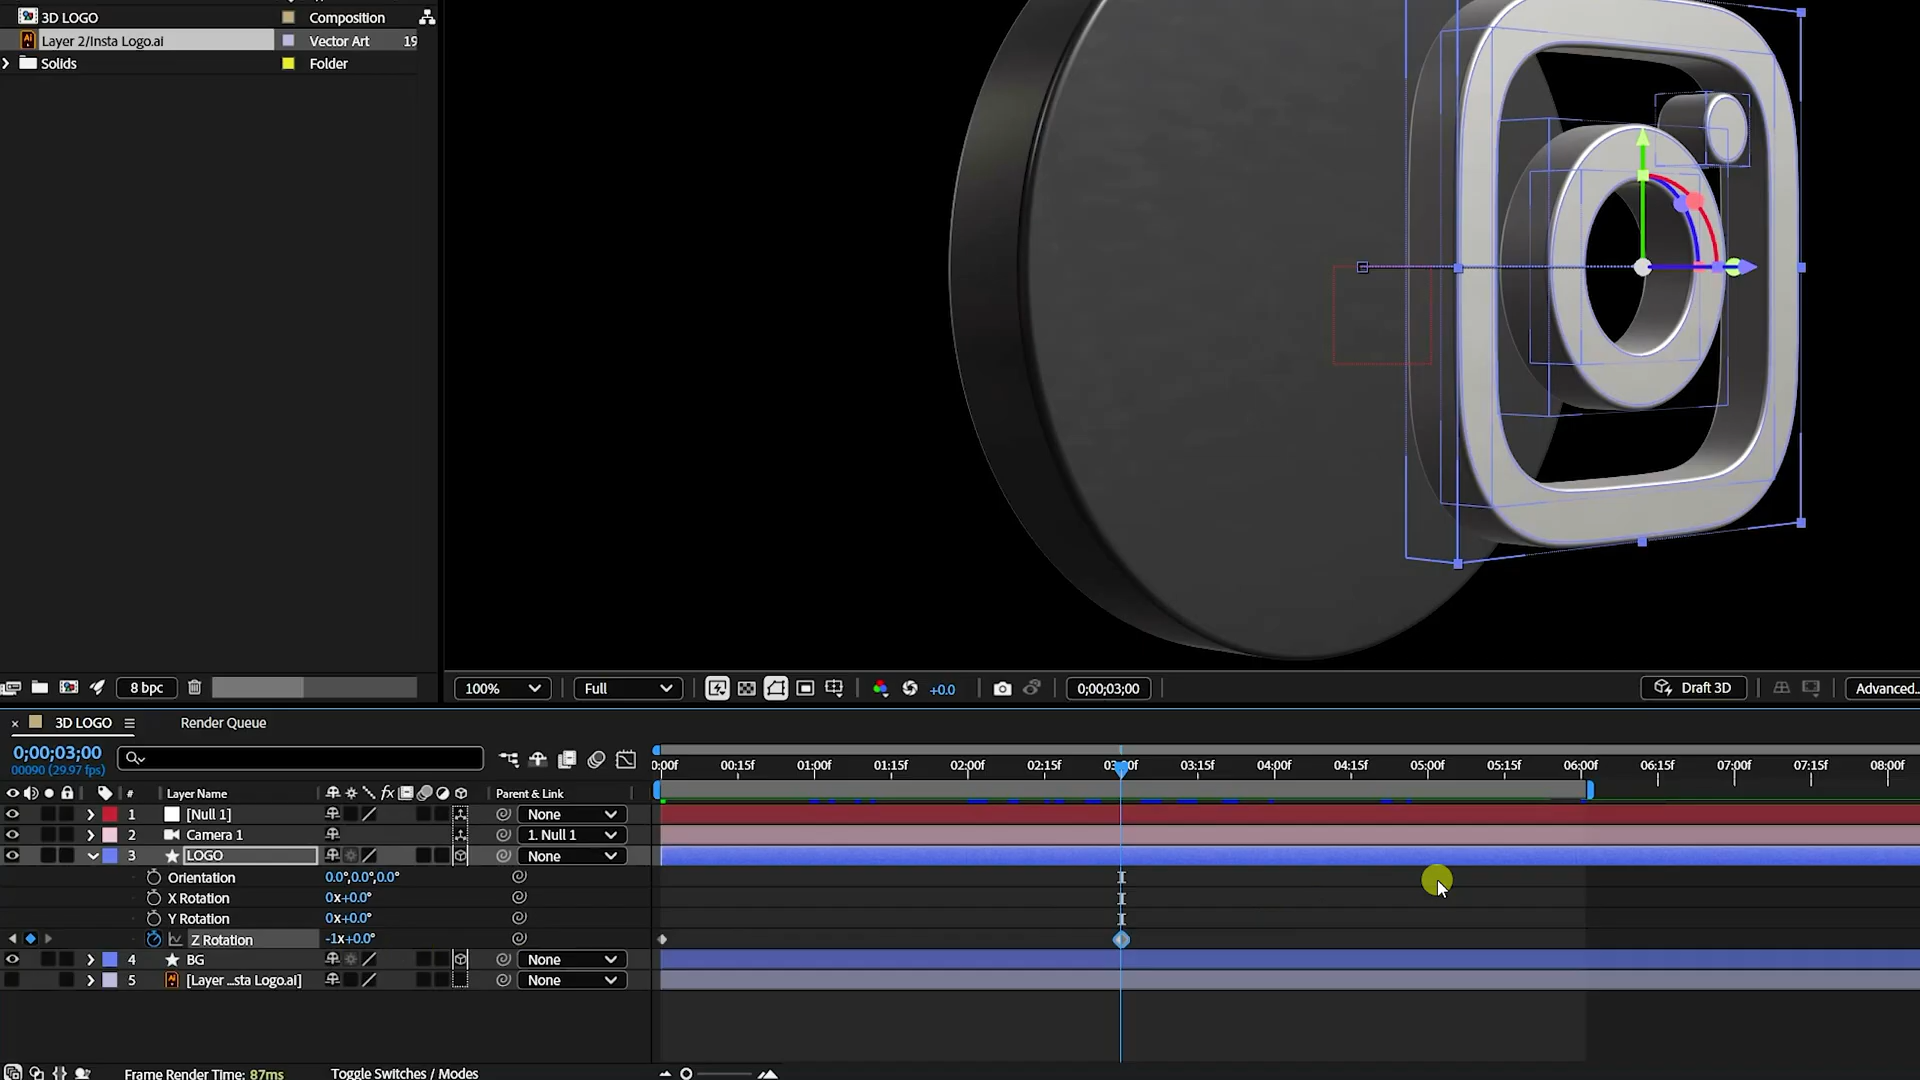 3D LOGO Composition
Layer 2/Insta Logo.ai Vector Art 19
Solids Folder
8 bpc
100% Full +0.0 0;00;03;00 Draft 3D Advanced...
3D LOGO Render Queue
0;00;03;00
00090 (29.97 fps)
0:00f 00:15f 01:00f 01:15f 02:00f 02:15f 03:00f 03:15f 04:00f 04:15f 05:00f 05:15f 06:00f 06:15f 07:00f 07:15f 08:00f
# Layer Name fx Parent & Link
1 [Null 1] None
2 Camera 1 1. Null 1
3 LOGO None
Orientation 0.0°,0.0°,0.0°
X Rotation 0x+0.0°
Y Rotation 0x+0.0°
Z Rotation -1x+0.0°
4 BG None
5 [Layer ...sta Logo.ai] None
Frame Render Time: 87ms Toggle Switches / Modes